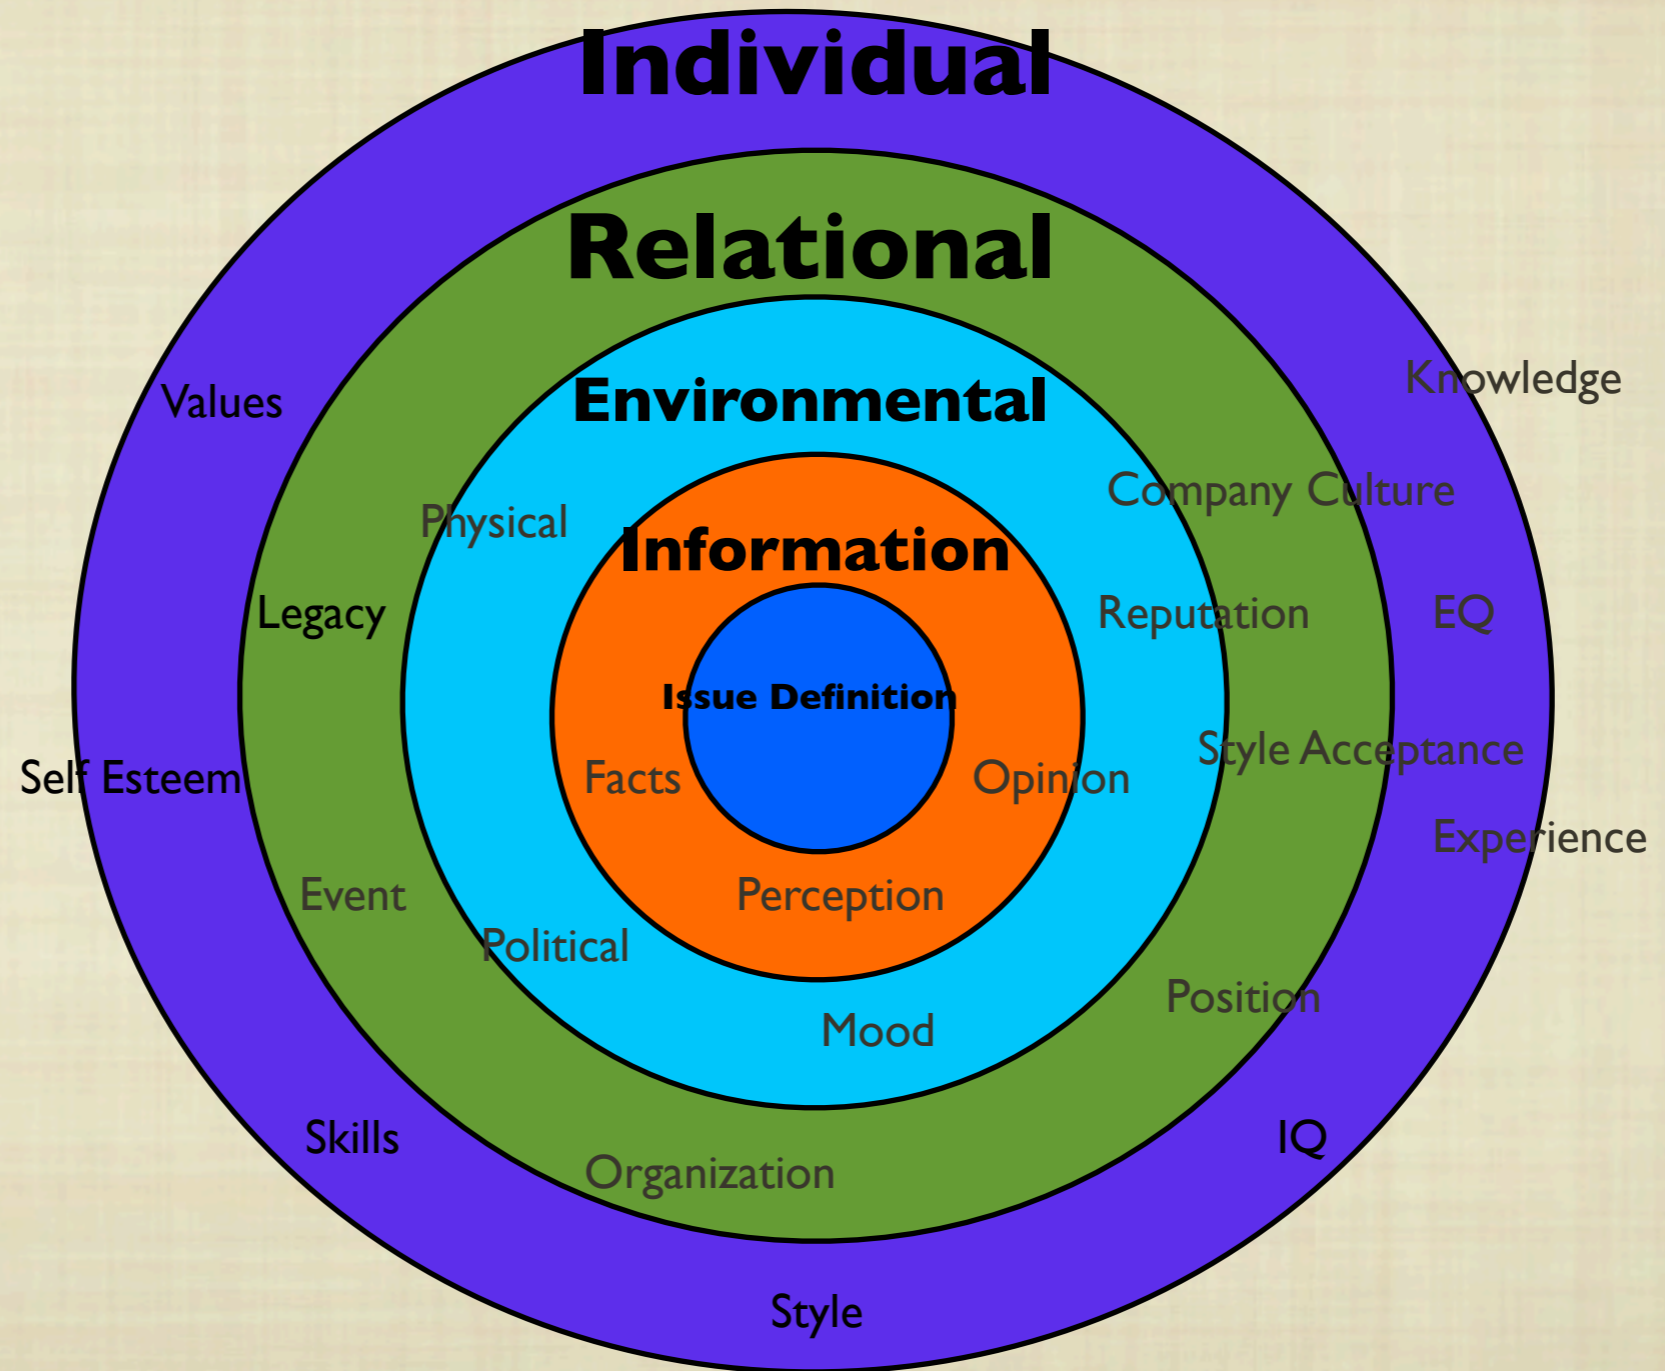 Individual
Relational
Environmental
Knowledge
Values
Company Culture
Physical
Information
Legacy
Reputation
EQ
Issue Definition
Style Acceptance
Self Esteem
Facts
Opinion
Experience
Event
Perception
Political
Position
Mood
Skills
IQ
Organization
Style